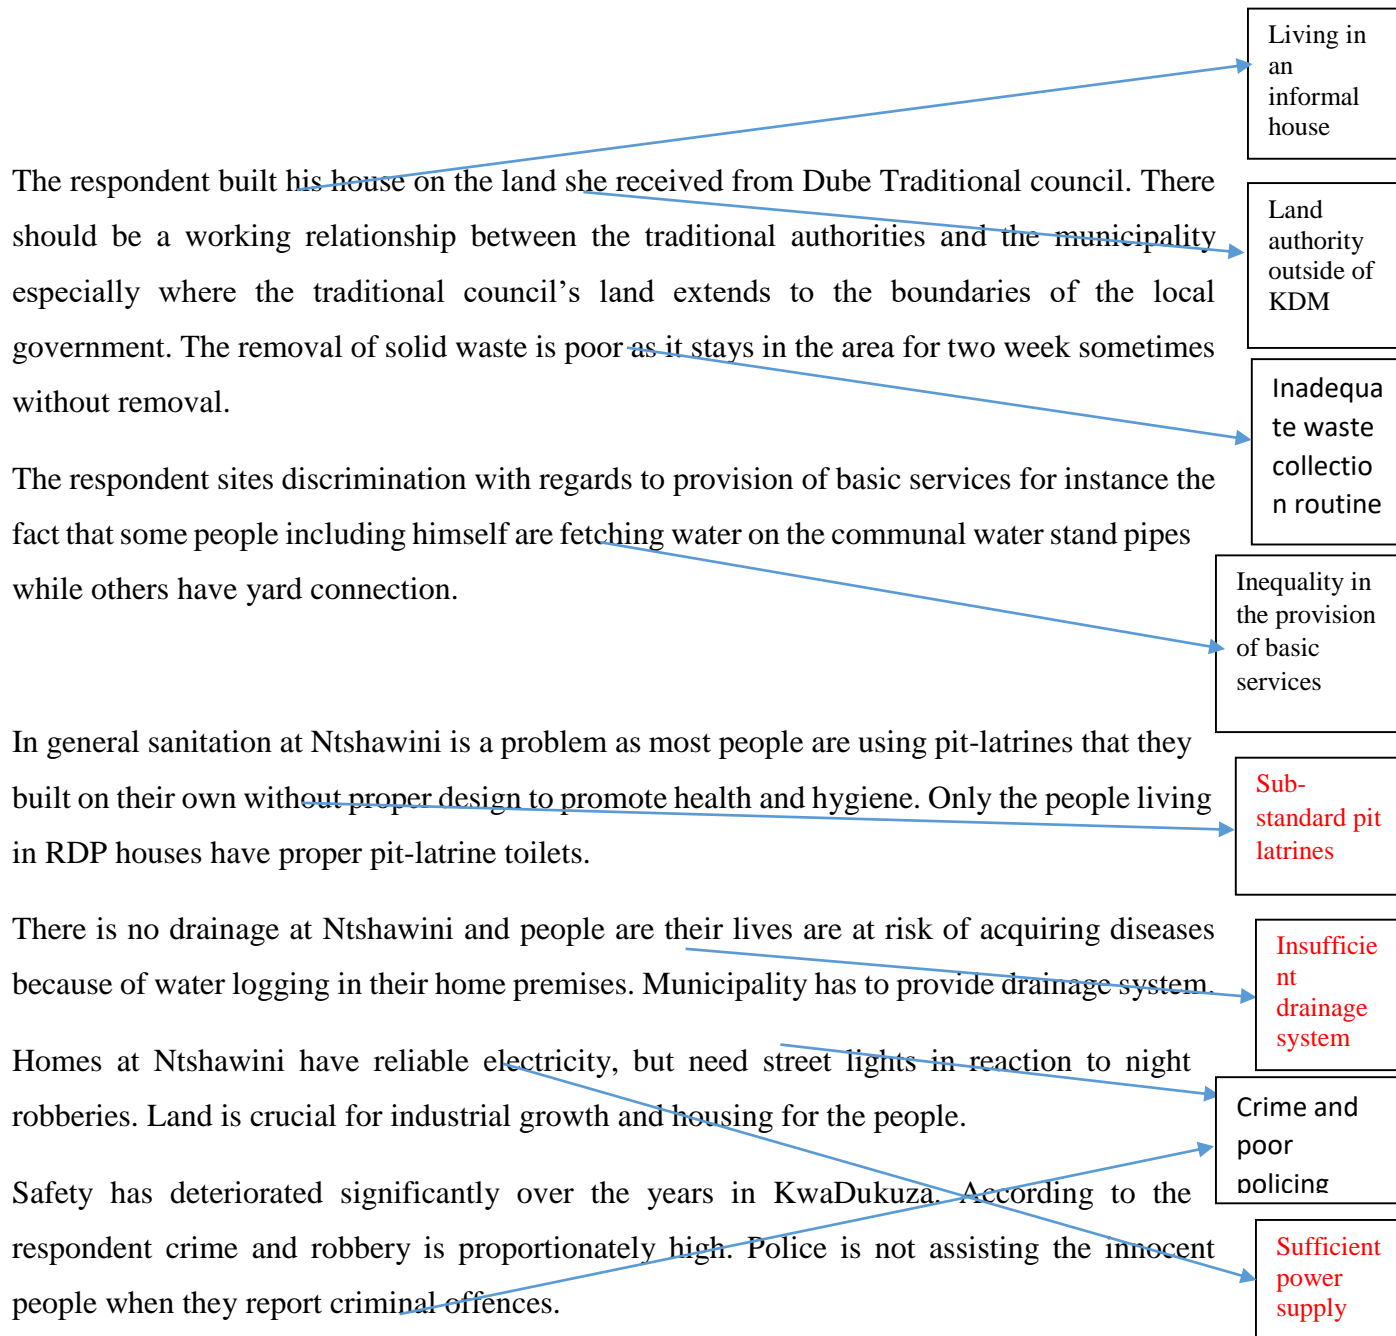 Living in
an
informal
house
The respondent built his house on the land she received from Dube Traditional council. There
should be a working relationship between the traditional authorities and the municipality
especially where the traditional council’s land extends to the boundaries of the local
government. The removal of solid waste is poor as it stays in the area for two week sometimes
without removal.
Land
authority
outside of
KDM
Inadequa
te waste
collectio
n routine
The respondent sites discrimination with regards to provision of basic services for instance the
fact that some people including himself are fetching water on the communal water stand pipes
while others have yard connection.
Inequality in
the provision
of basic
services
In general sanitation at Ntshawini is a problem as most people are using pit-latrines that they
built on their own without proper design to promote health and hygiene. Only the people living
in RDP houses have proper pit-latrine toilets.
Sub-
standard pit
latrines
There is no drainage at Ntshawini and people are their lives are at risk of acquiring diseases
because of water logging in their home premises. Municipality has to provide drainage system.
Insufficie
nt
drainage
system
Homes at Ntshawini have reliable electricity, but need street lights in reaction to night
robberies. Land is crucial for industrial growth and housing for the people.
Crime and
poor
policing
Safety has deteriorated significantly over the years in KwaDukuza. According to the
respondent crime and robbery is proportionately high. Police is not assisting the innocent
people when they report criminal offences.
Sufficient
power
supply